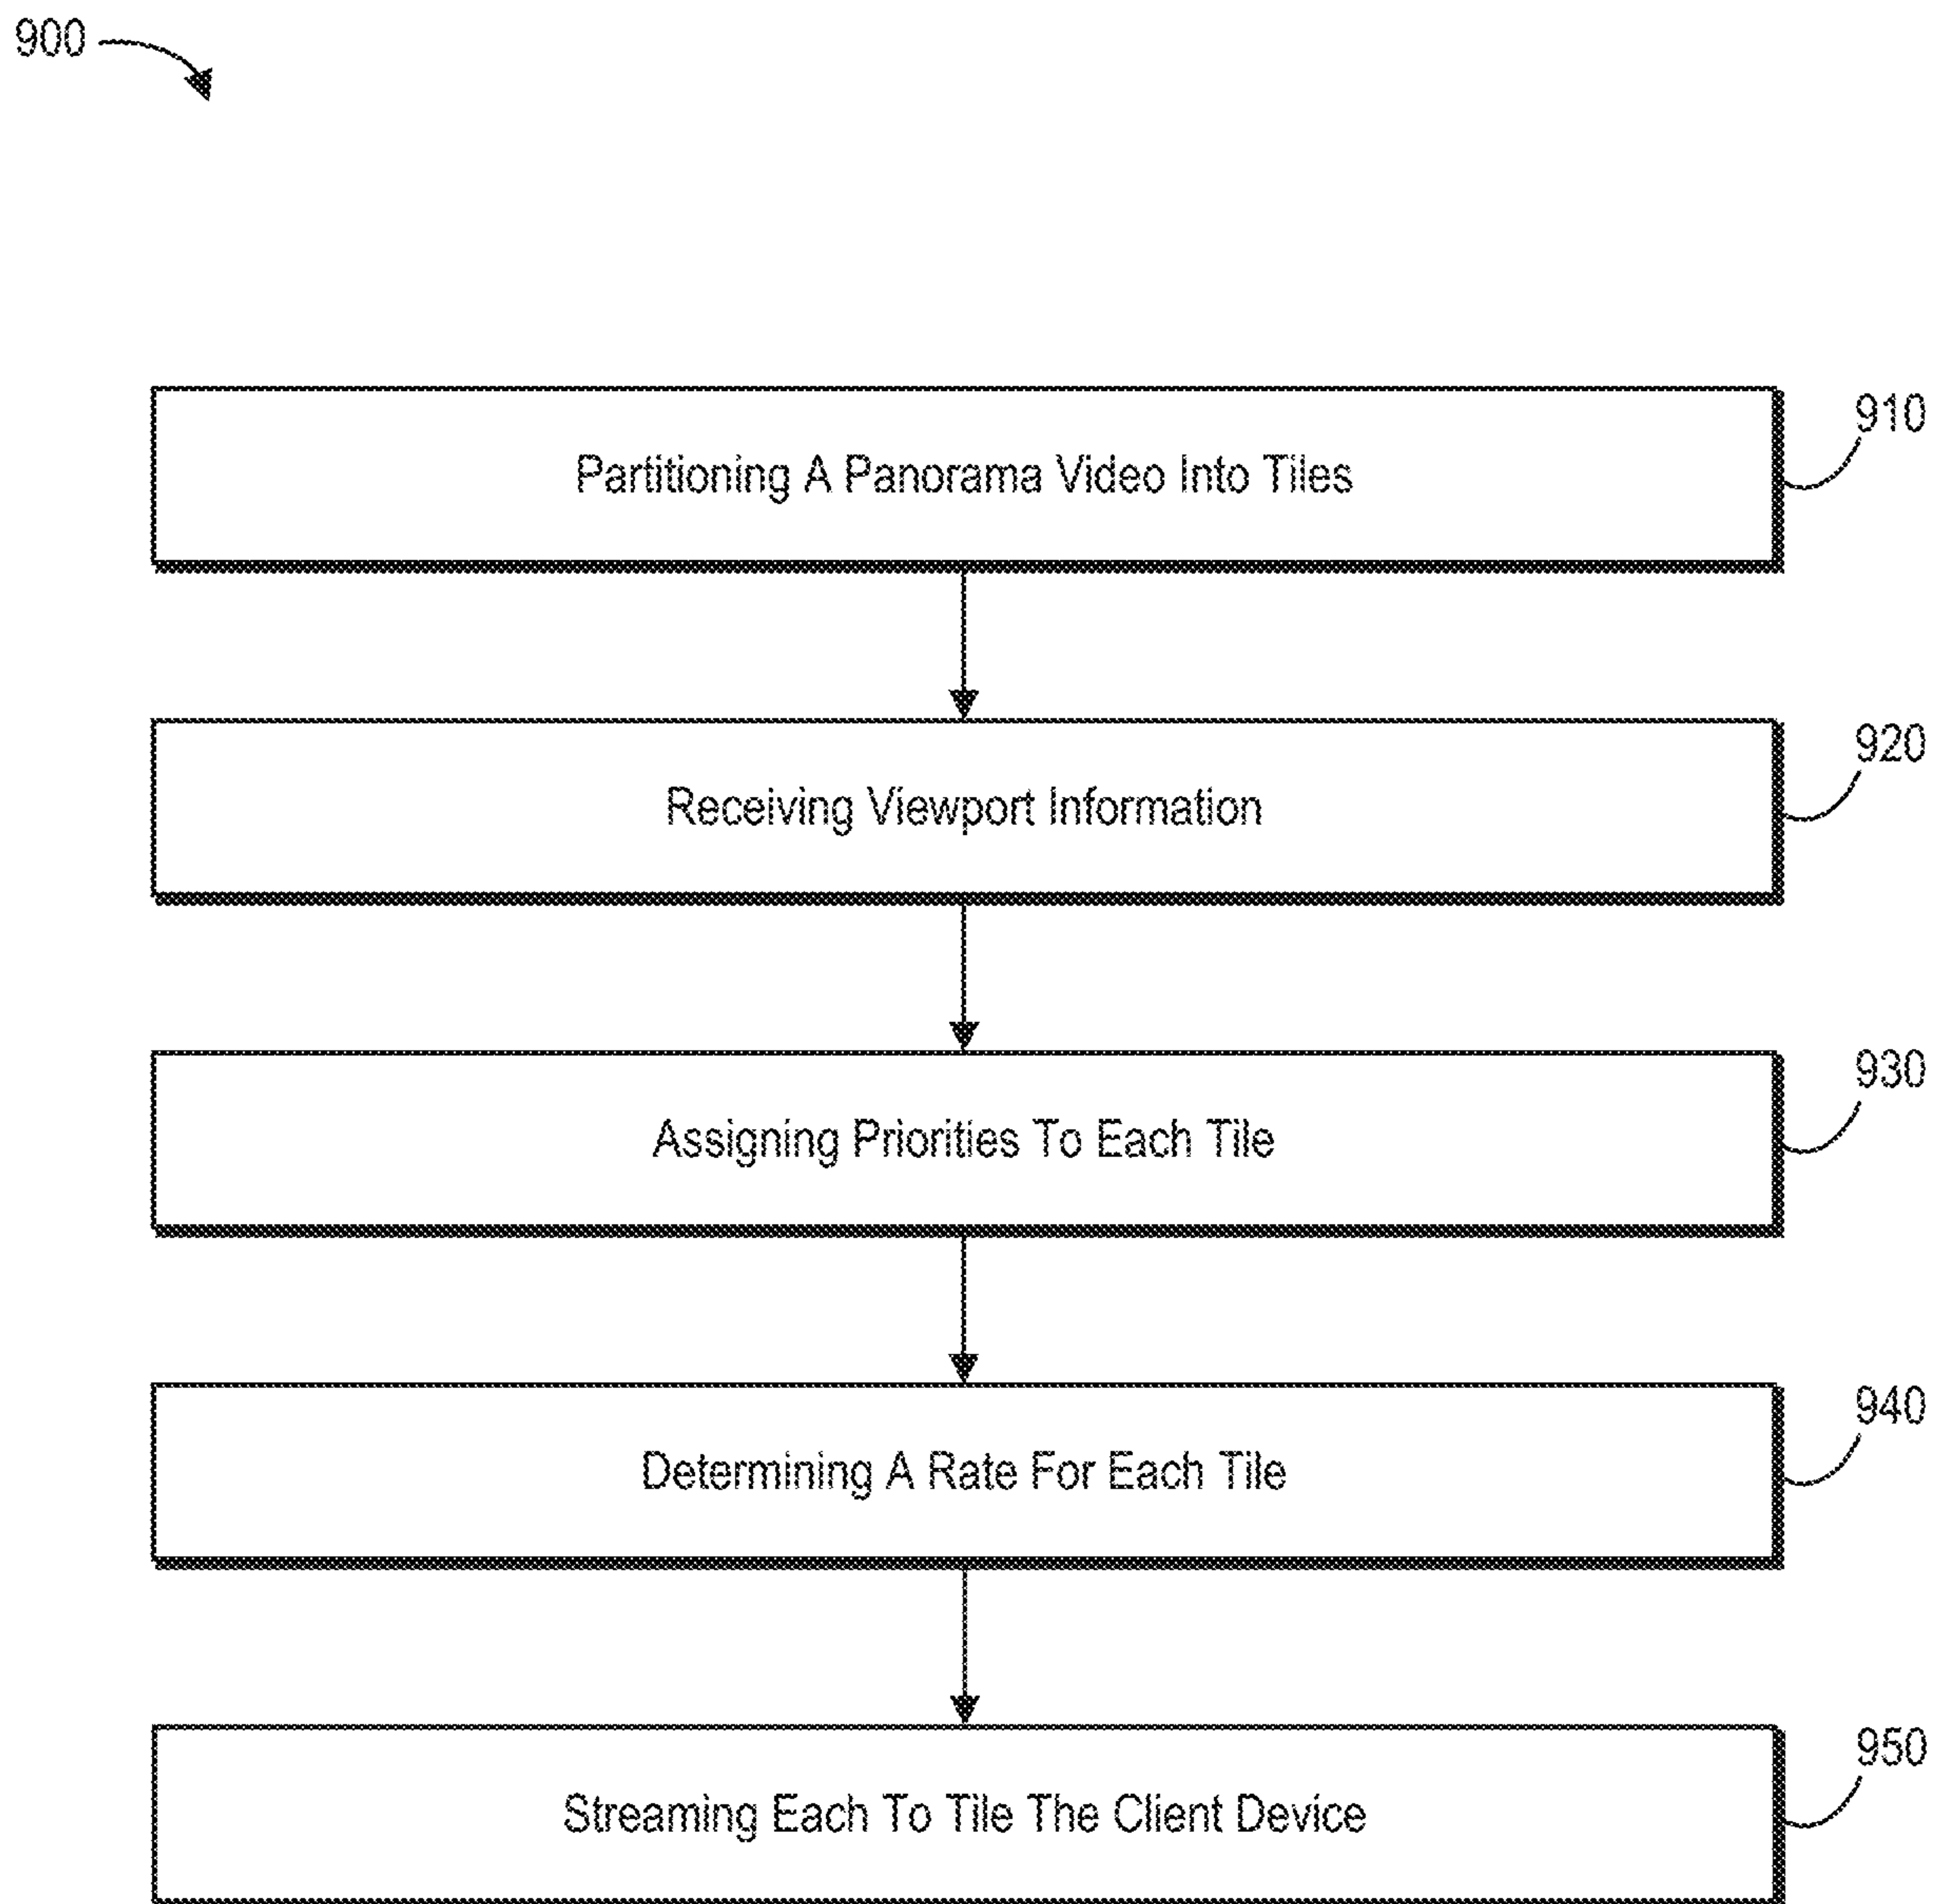 900
Partitioning A Panorama Video Into Tiles
910
Receiving Viewport Information
920
Assigning Priorities To Each Tile
930
Determining A Rate For Each Tile
940
Streaming Each To Tile The Client Device
950